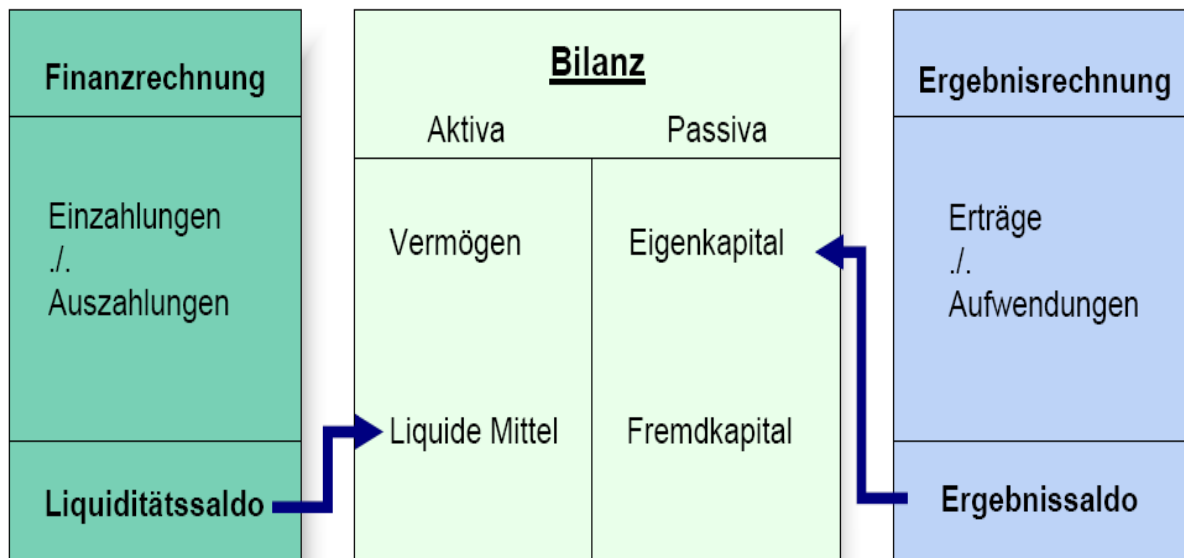 Finanzrechnung
Einzahlungen
./.
Auszahlungen
Liquiditätssaldo
Bilanz
Aktiva Passiva
Vermögen Eigenkapital
Liquide Mittel Fremdkapital
Ergebnisrechnung
Erträge
./.
Aufwendungen
Ergebnissaldo